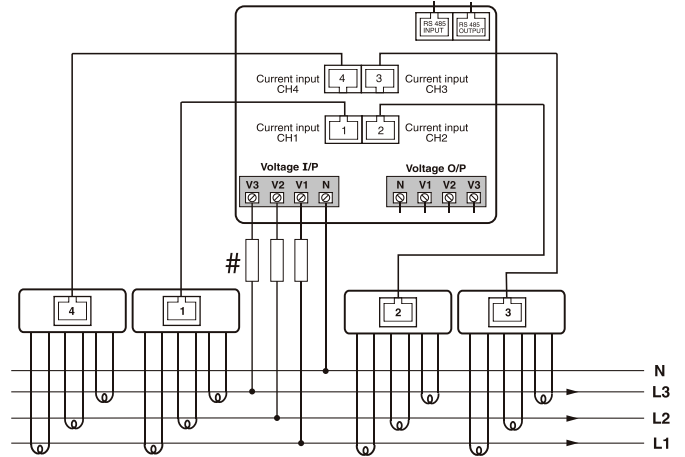 RS 485
INPUT
RS 485
OUTPUT
Current input
CH4
4
3
Current input
CH3
Current input
CH1
1
2
Current input
CH2
Voltage I/P
V3 V2 V1 N
Voltage O/P
N V1 V2 V3
#
4
1
2
3
N
L3
L2
L1